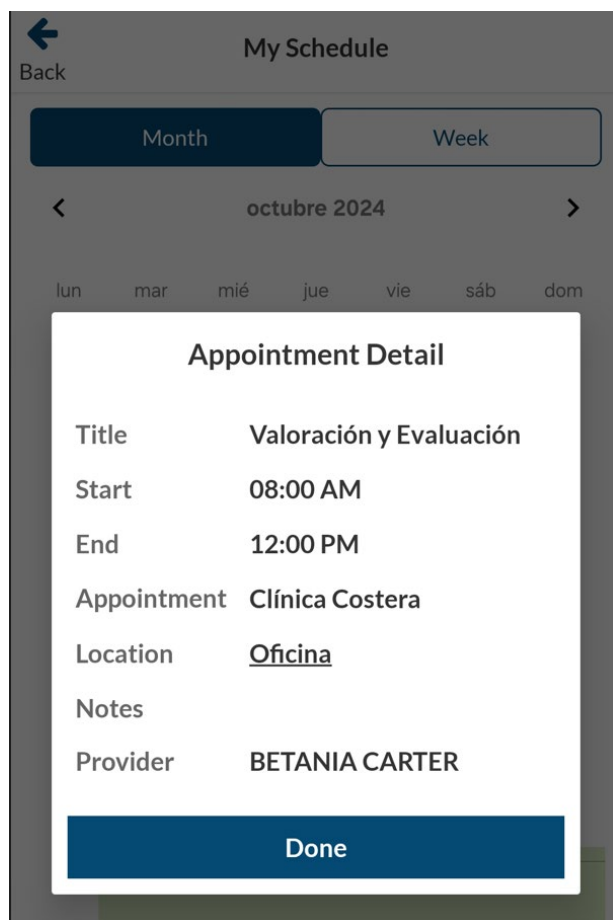 Back
My Schedule
Month Week
octubre 2024
lun mar mié jue vie sáb dom
Appointment Detail
Title Valoración y Evaluación
Start 08:00 AM
End 12:00 PM
Appointment Clínica Costera
Location Oficina
Notes
Provider BETANIA CARTER
Done